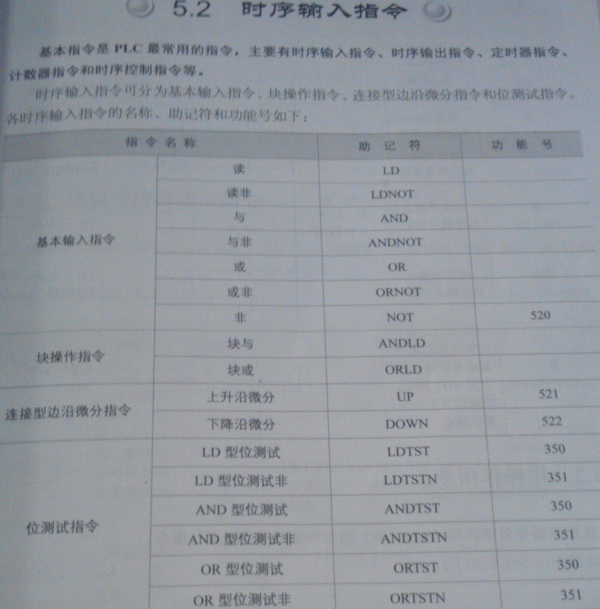 5.2 时序输入指令
基本指令是 PLC 最常用的指令，主要有时序输入指令、时序输出指令、定时器指令、
计数器指令和时序控制指令等。
时序输入指令可分为基本输入指令、块操作指令、连接型边沿微分指令和位测试指令。
各时序输入指令的名称、助记符和功能号如下：
指令名称 助记符 功能号
基本输入指令 读 LD
读非 LDNOT
与 AND
与非 ANDNOT
或 OR
或非 ORNOT
非 NOT 520
块操作指令 块与 ANDLD
块或 ORLD
连接型边沿微分指令 上升沿微分 UP 521
下降沿微分 DOWN 522
位测试指令 LD 型位测试 LDTST 350
LD 型位测试非 LDTSTN 351
AND 型位测试 ANDTST 350
AND 型位测试非 ANDTSTN 351
OR 型位测试 ORTST 350
OR 型位测试非 ORTSTN 351